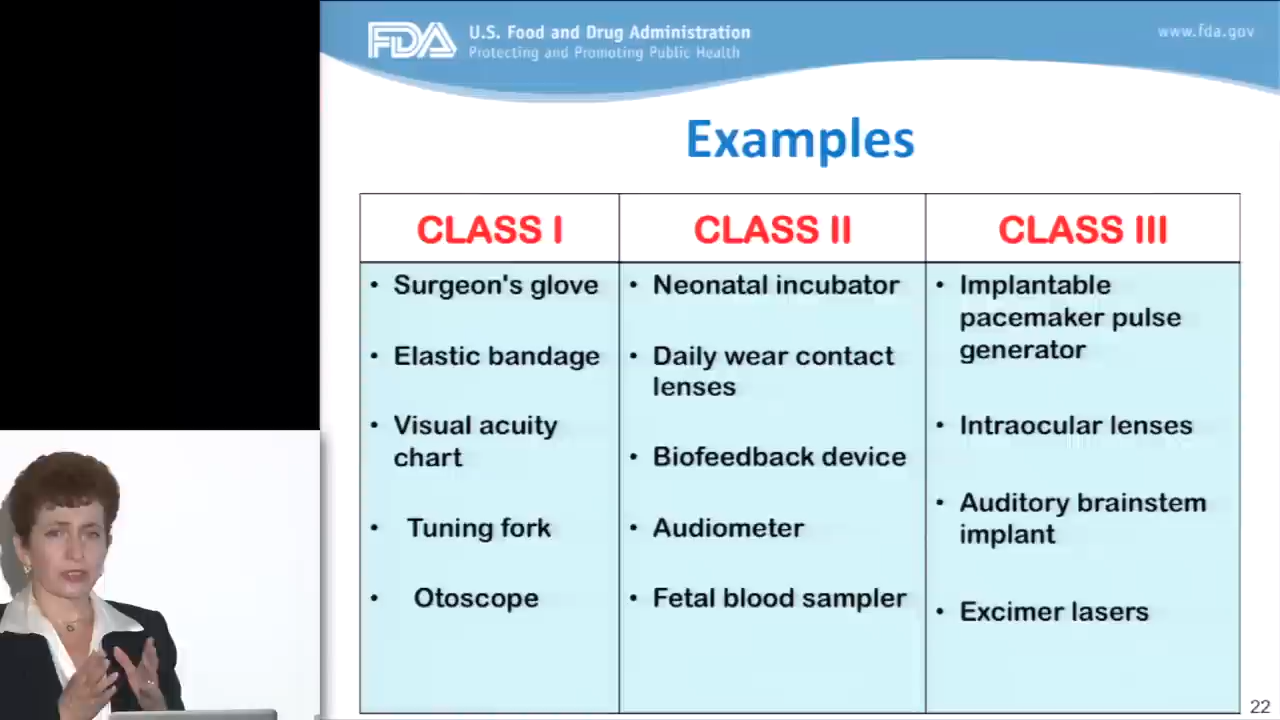 FDA
U.S. Food and Drug Administration
Protecting and Promoting Public Health
www.fda.gov
Examples
CLASS I
CLASS II
CLASS III
• Surgeon's glove
• Elastic bandage
• Visual acuity
chart
• Tuning fork
• Otoscope
• Neonatal incubator
• Daily wear contact
lenses
• Biofeedback device
• Audiometer
• Fetal blood sampler
• Implantable
pacemaker pulse
generator
• Intraocular lenses
• Auditory brainstem
implant
• Excimer lasers
22